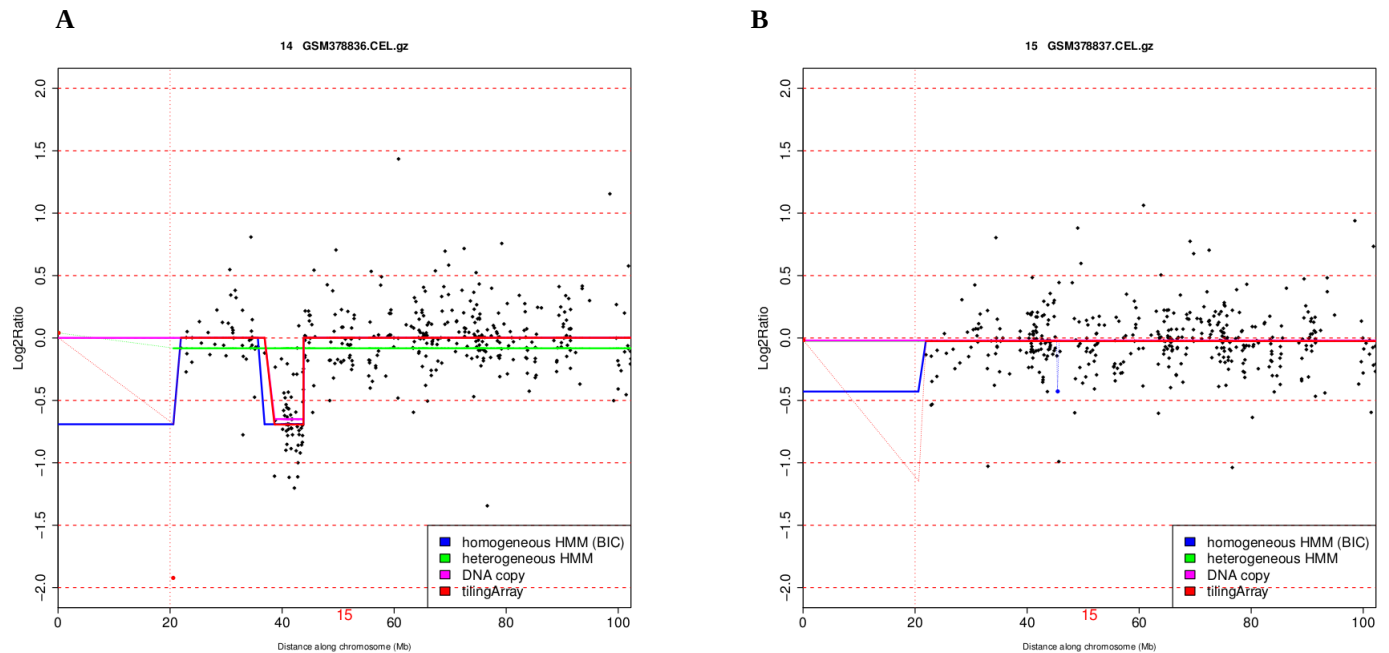 A
14 GSM378836.CEL.gz
2.0
1.5
1.0
0.5
0.0
−0.5
−1.0
−1.5
−2.0
Log2Ratio
homogeneous HMM (BIC)
heterogeneous HMM
DNA copy
tilingArray
0 20 40 60 80 100
15
Distance along chromosome (Mb)
B
15 GSM378837.CEL.gz
2.0
1.5
1.0
0.5
0.0
−0.5
−1.0
−1.5
−2.0
Log2Ratio
homogeneous HMM (BIC)
heterogeneous HMM
DNA copy
tilingArray
0 20 40 60 80 100
15
Distance along chromosome (Mb)